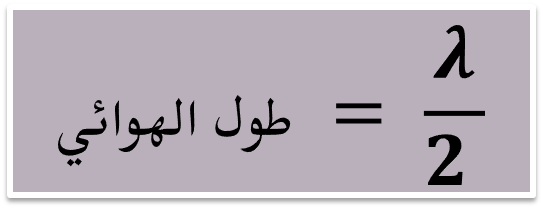 طول الهوائي = λ/2